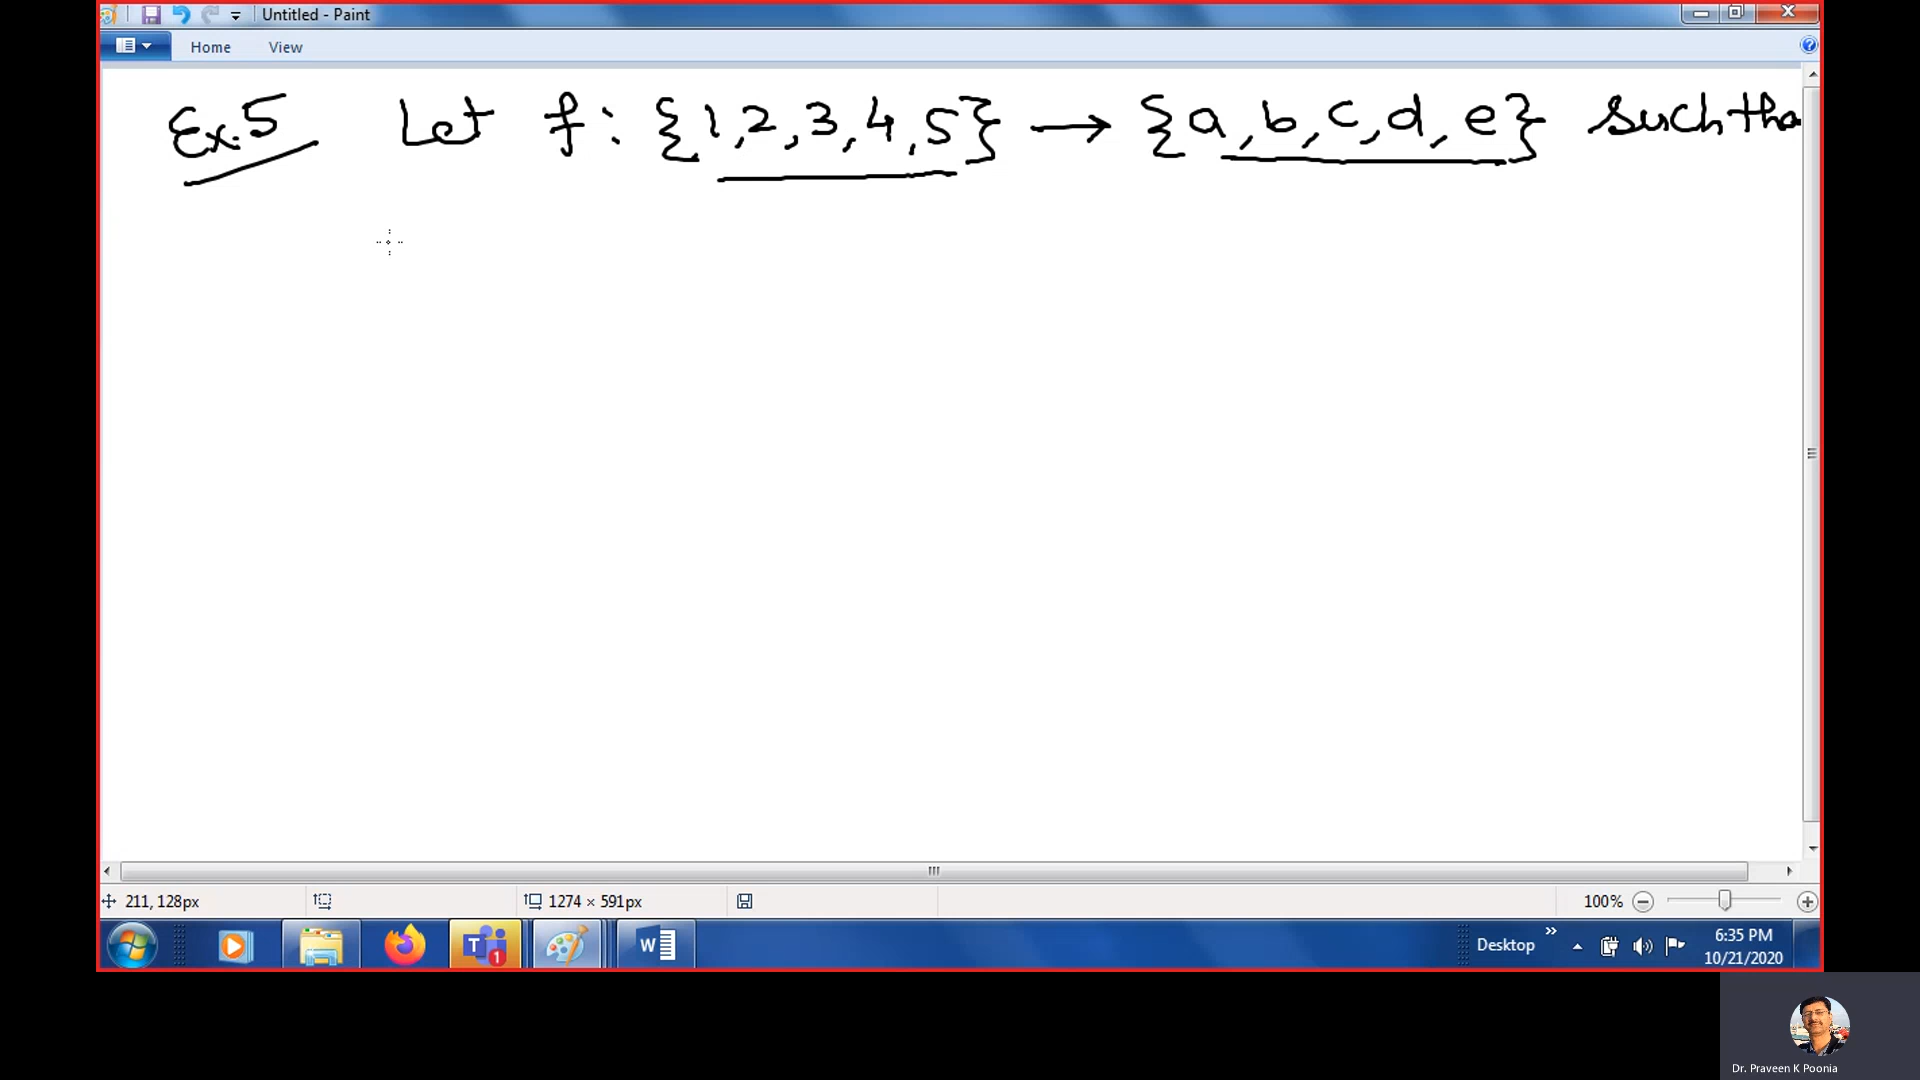 Untitled - Paint
Home View
Ex.5 Let f: {1,2,3,4,5} → {a,b,c,d,e} such tha
211, 128px 1274 × 591px 100%
T 1 W Desktop » 6:35 PM
10/21/2020
Dr. Praveen K Poonia